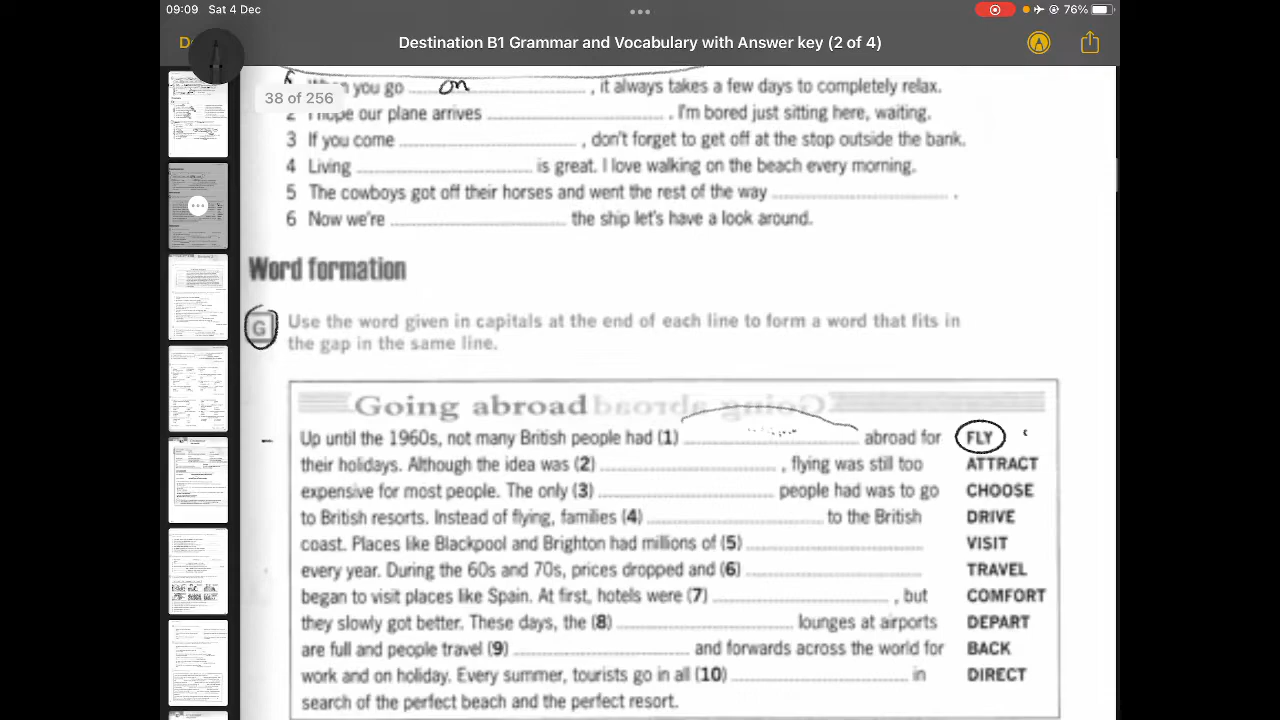 09:09 Sat 4 Dec
76%
Destination B1 Grammar and Vocabulary with Answer key (2 of 4)
38 of 256
you go on , it always takes a few days to completely relax.
2 I hope our plane arrives . I'm bored just sitting here, waiting.
3 If you come , don't forget to get off at the stop outside the bank.
4 Living is great. I love walking on the beach every morning.
5 The cowboys got off their horses and went the rest of the way .
6 Now we're the ship let's have a look around.
Word formation
G Use the given capitals the each line to form word in
the gap in the same line.
Going abroad
Up until the 1960s, not many British people had (1) abroad for FLY
their holidays. Although the idea was (2) , flying was still too ATTRACT
expensive for most people. The only (3) people had was to go CHOOSE
to British resorts. Instead of flying, families (4) to the British DRIVE
coast. Places like Blackpool and Brighton had millions of (5) VISIT
every year. During the 60s and 70s, prices dropped and (6) TRAVEL
began to visit places like Spain. At first, hotels were (7) , but COMFORT
they slowly got better. These days, the (8) lounges at airports DEPART
are full and people travel (9) and forwards across the world for BACK
work and holidays. Every summer, tourists in all (10) in DIRECT
search of the perfect beach and the perfect resort.